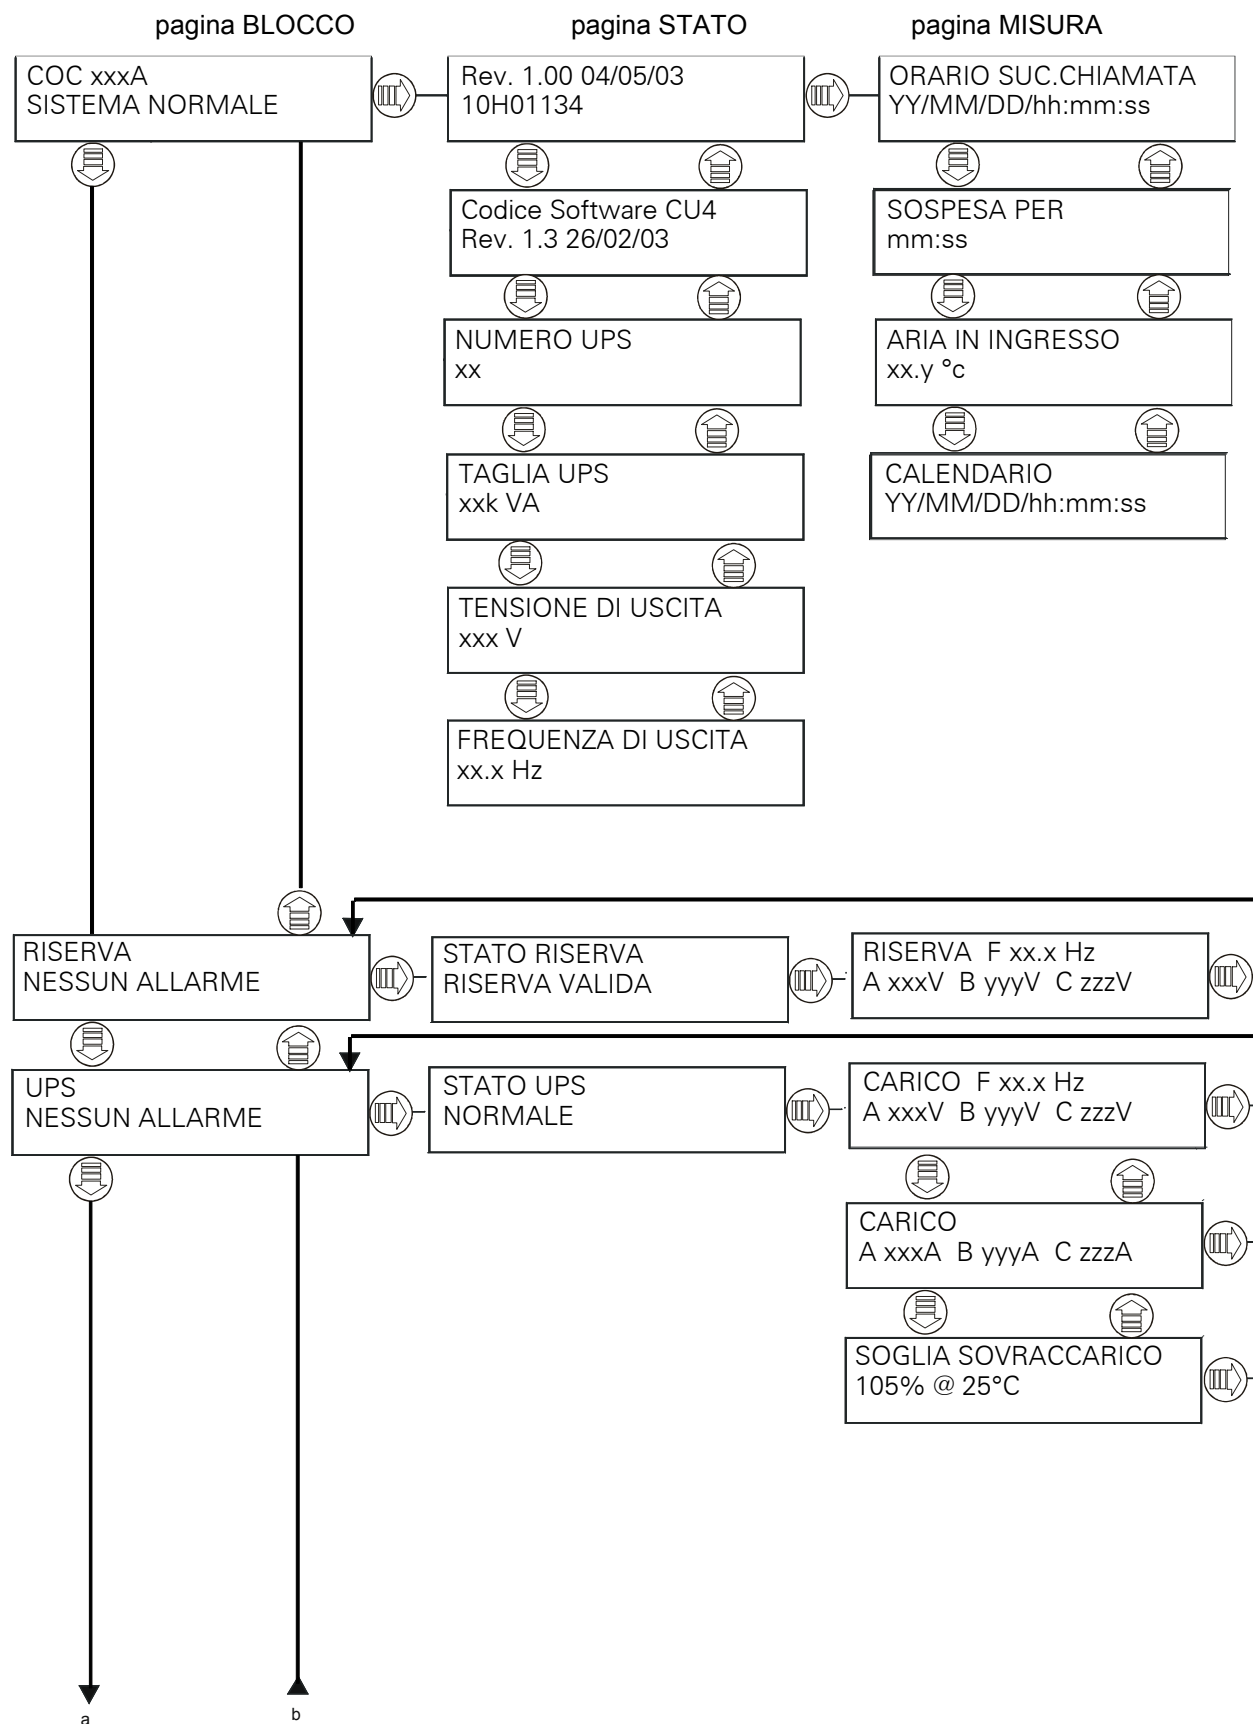 pagina BLOCCO
pagina STATO
pagina MISURA
COC xxxA
SISTEMA NORMALE
Rev. 1.00 04/05/03
10H01134
ORARIO SUC.CHIAMATA
YY/MM/DD/hh:mm:ss
Codice Software CU4
Rev. 1.3 26/02/03
SOSPESA PER
mm:ss
NUMERO UPS
xx
ARIA IN INGRESSO
xx.y °c
TAGLIA UPS
xxk VA
CALENDARIO
YY/MM/DD/hh:mm:ss
TENSIONE DI USCITA
xxx V
FREQUENZA DI USCITA
xx.x Hz
RISERVA
NESSUN ALLARME
STATO RISERVA
RISERVA VALIDA
RISERVA F xx.x Hz
A xxxV B yyyV C zzzV
UPS
NESSUN ALLARME
STATO UPS
NORMALE
CARICO F xx.x Hz
A xxxV B yyyV C zzzV
CARICO
A xxxA B yyyA C zzzA
SOGLIA SOVRACCARICO
105% @ 25°C
a
b